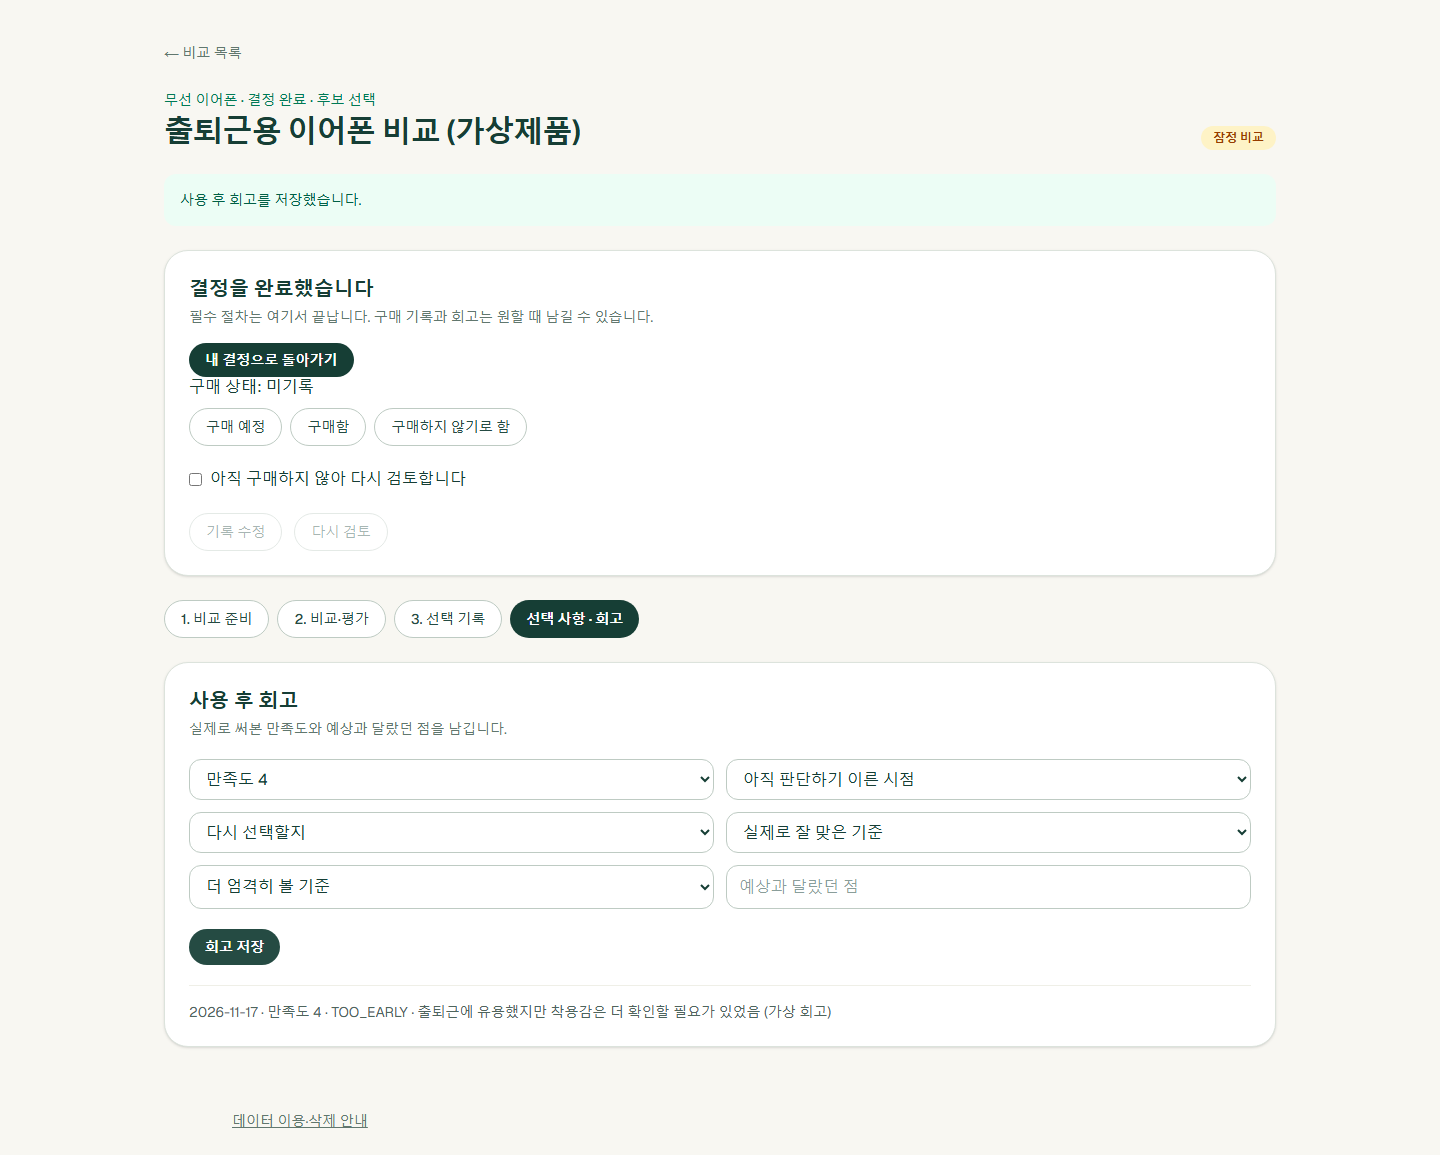 ← 비교 목록
무선 이어폰 · 결정 완료 · 후보 선택
출퇴근용 이어폰 비교 (가상제품)
잠정 비교
사용 후 회고를 저장했습니다.
결정을 완료했습니다
필수 절차는 여기서 끝납니다. 구매 기록과 회고는 원할 때 남길 수 있습니다.
내 결정으로 돌아가기
구매 상태: 미기록
구매 예정 구매함 구매하지 않기로 함
아직 구매하지 않아 다시 검토합니다
기록 수정 다시 검토
1. 비교 준비 2. 비교·평가 3. 선택 기록 선택 사항 · 회고
사용 후 회고
실제로 써본 만족도와 예상과 달랐던 점을 남깁니다.
만족도 4 아직 판단하기 이른 시점
다시 선택할지 실제로 잘 맞은 기준
더 엄격히 볼 기준 예상과 달랐던 점
회고 저장
2026-11-17 · 만족도 4 · TOO_EARLY · 출퇴근에 유용했지만 착용감은 더 확인할 필요가 있었음 (가상 회고)
데이터 이용·삭제 안내